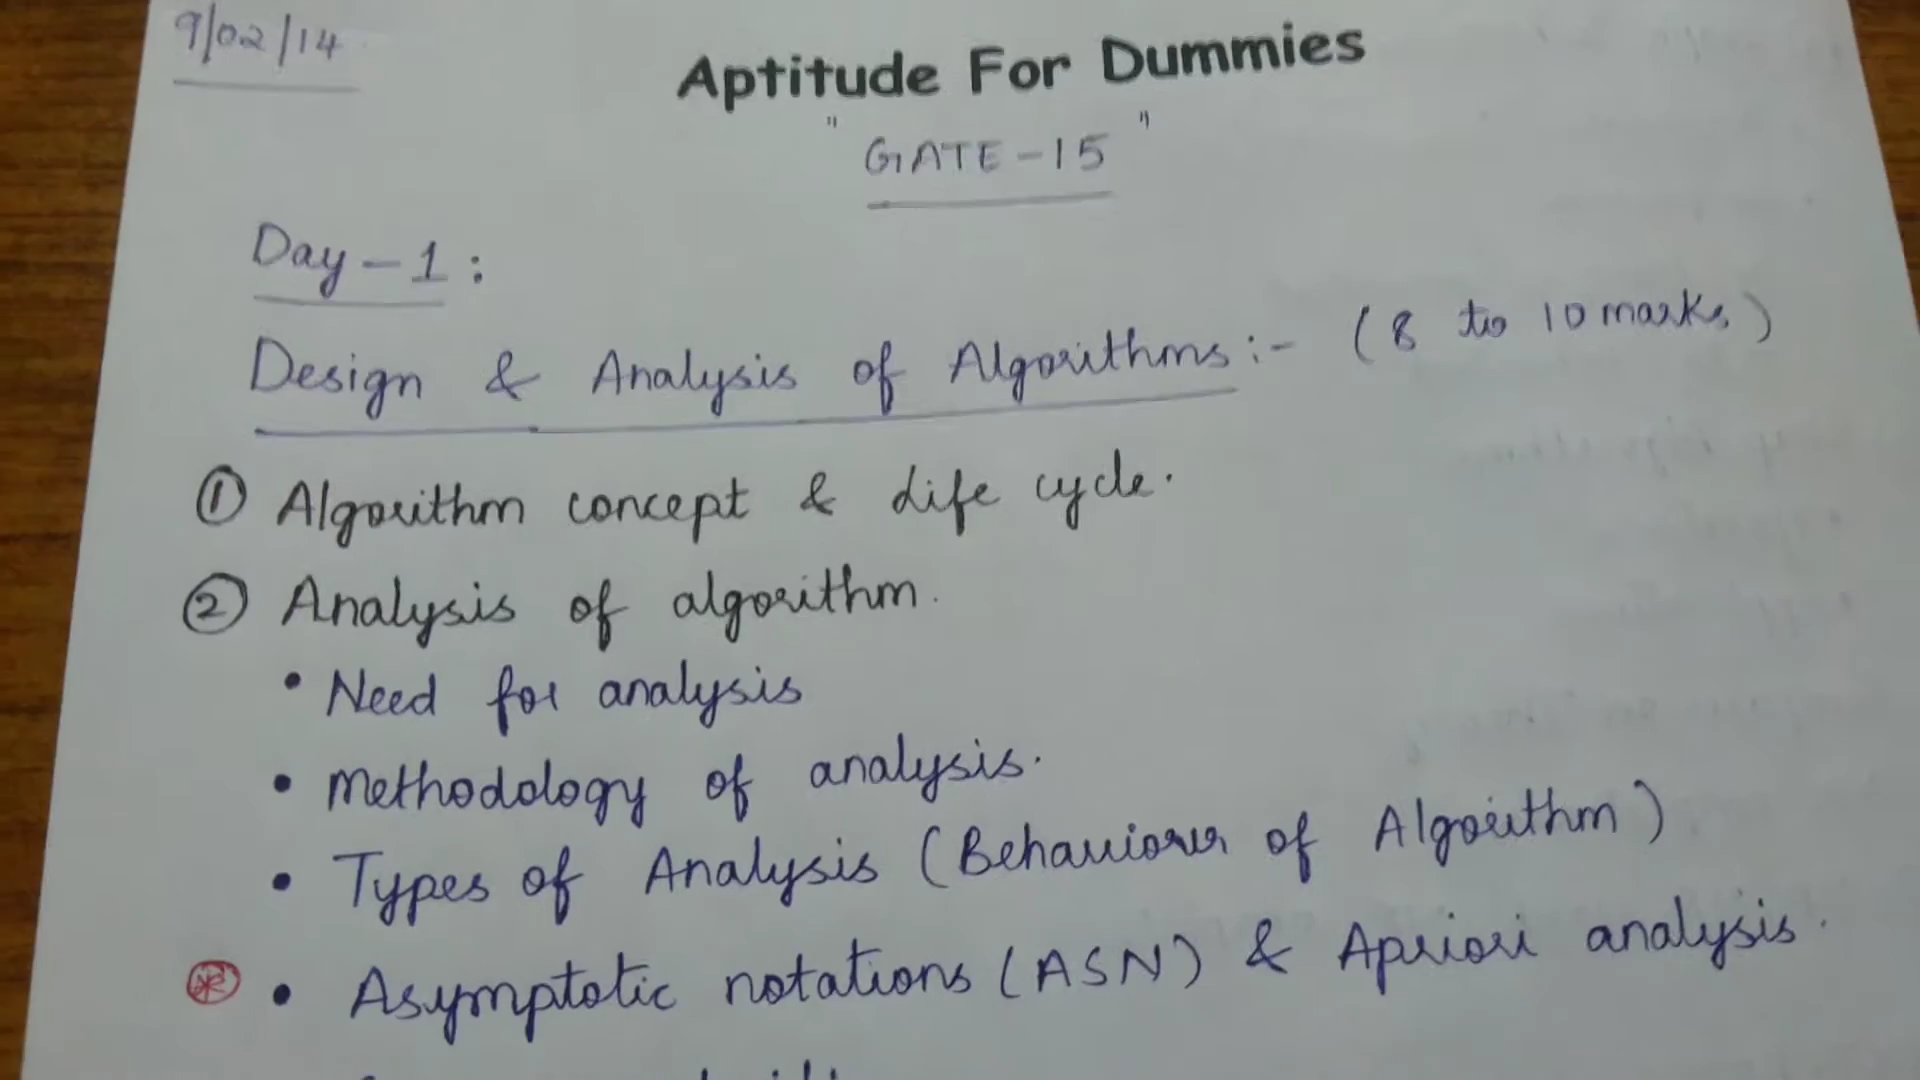 9/02/14
Aptitude For Dummies
" GATE-15 "
Day-1:
Design & Analysis of Algorithms:- (8 to 10 marks)
① Algorithm concept & life cycle.
② Analysis of algorithm.
• Need for analysis
• Methodology of analysis.
• Types of Analysis (Behaviour of Algorithm)
• Asymptotic notations (ASN) & Apriori analysis.